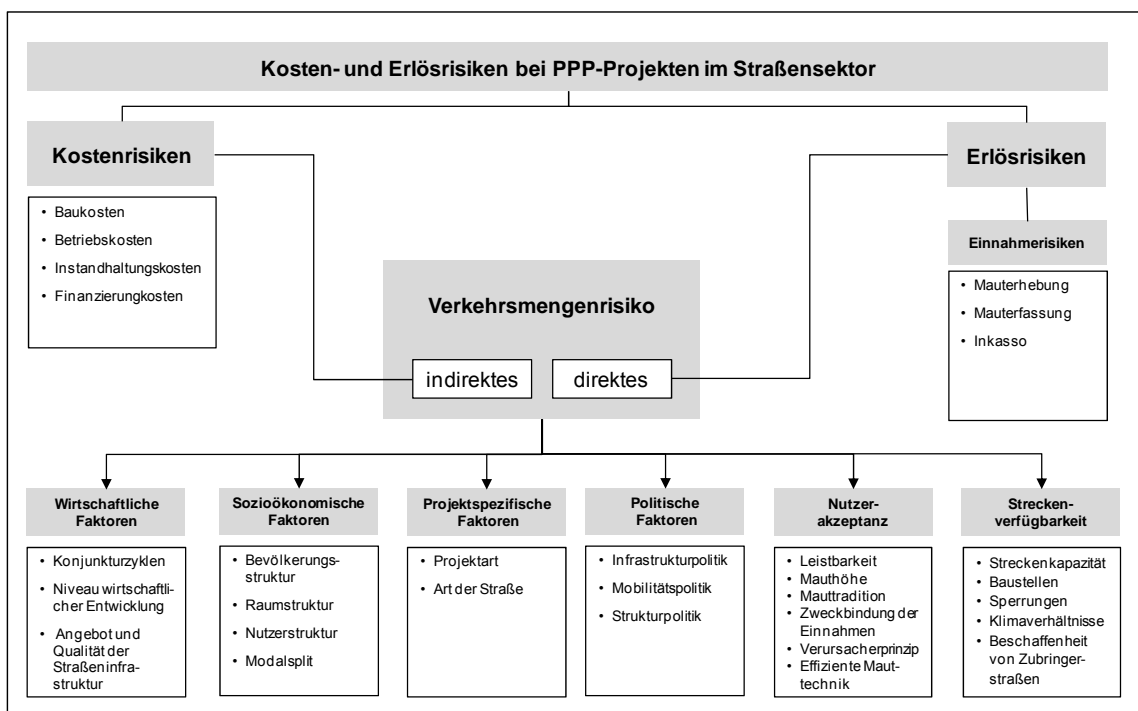 Kosten- und Erlösrisiken bei PPP-Projekten im Straßensektor
Kostenrisiken
• Baukosten
• Betriebskosten
• Instandhaltungskosten
• Finanzierungkosten
Erlösrisiken
Einnahmerisiken
• Mauterhebung
• Mauterfassung
• Inkasso
Verkehrsmengenrisiko
indirektes
direktes
Wirtschaftliche
Faktoren
• Konjunkturzyklen
• Niveau wirtschaftli-
cher Entwicklung
• Angebot und
Qualität der
Straßeninfra-
struktur
Sozioökonomische
Faktoren
• Bevölkerungs-
struktur
• Raumstruktur
• Nutzerstruktur
• Modalsplit
Projektspezifische
Faktoren
• Projektart
• Art der Straße
Politische
Faktoren
• Infrastrukturpolitik
• Mobilitätspolitik
• Strukturpolitik
Nutzer-
akzeptanz
• Leistbarkeit
• Mauthöhe
• Mauttradition
• Zweckbindung der
Einnahmen
• Verursacherprinzip
• Effiziente Maut-
technik
Strecken-
verfügbarkeit
• Streckenkapazität
• Baustellen
• Sperrungen
• Klimaverhältnisse
• Beschaffenheit
von Zubringer-
straßen